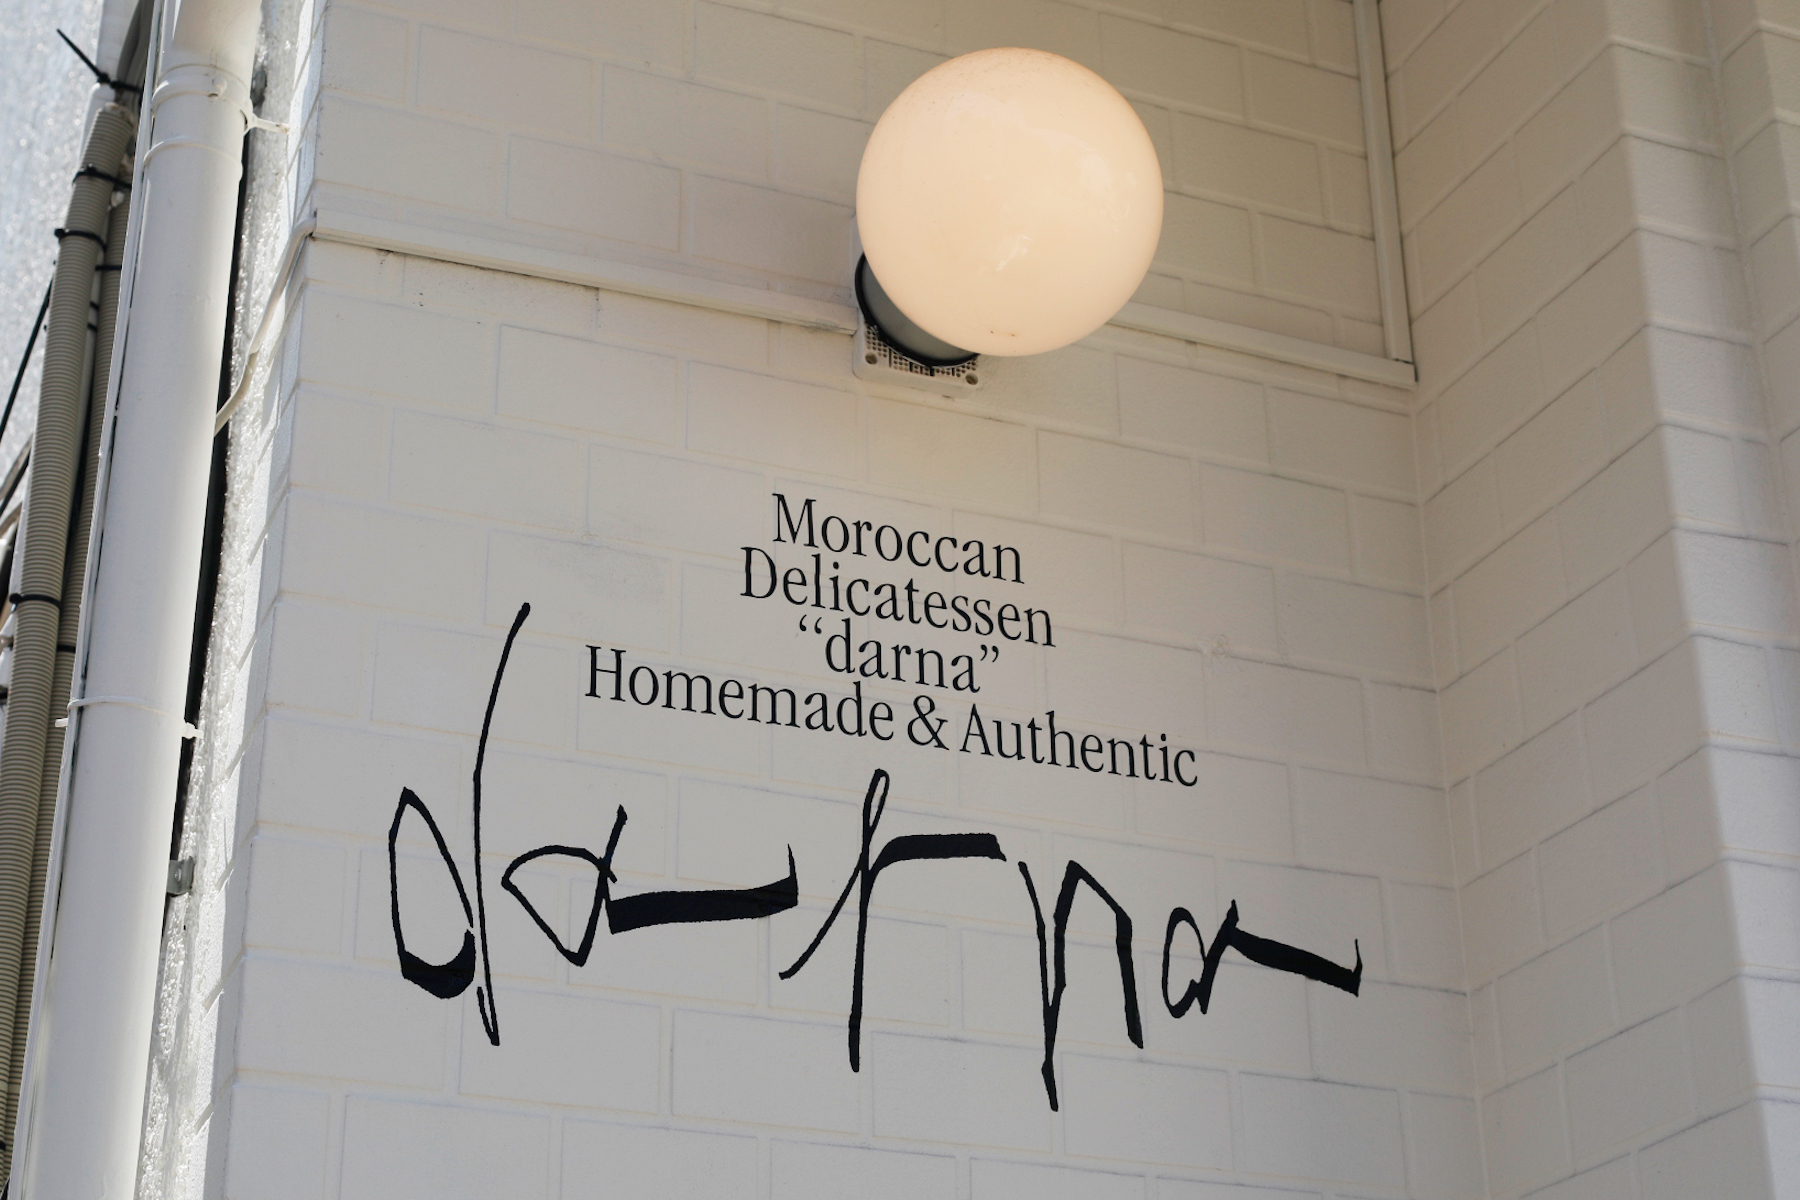 Moroccan
Delicatessen
“darna”
Homemade & Authentic
darna